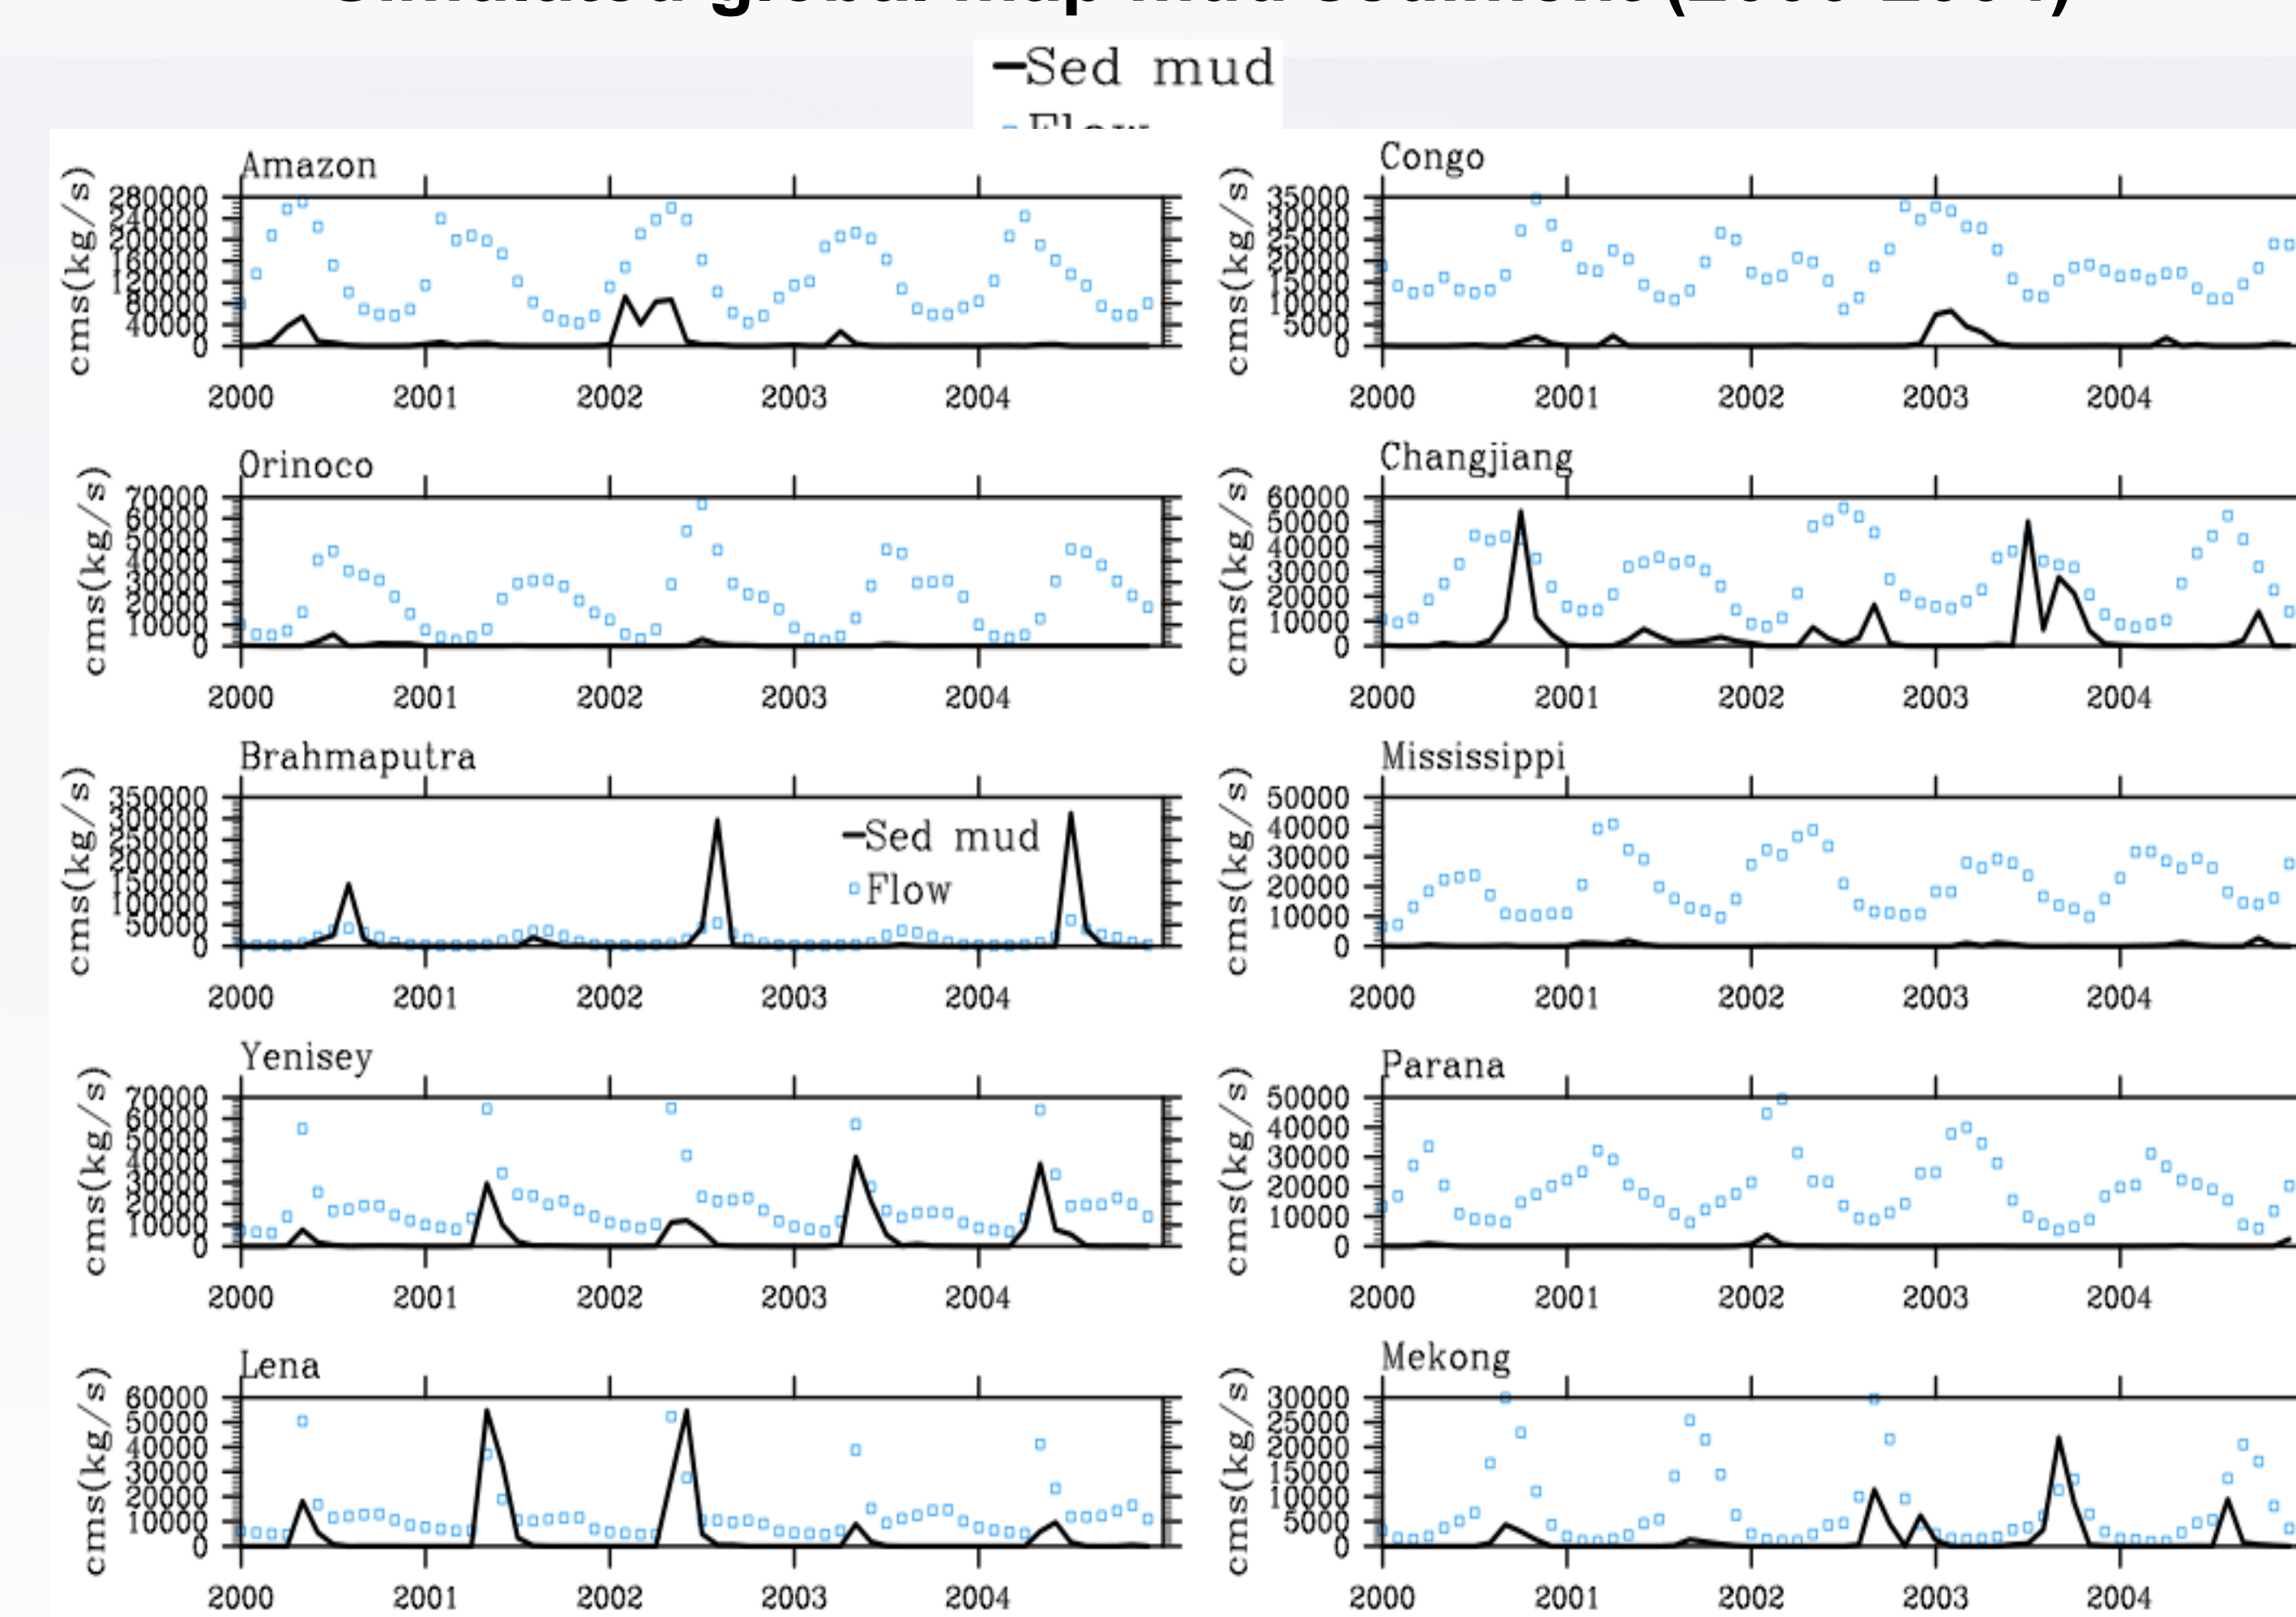 Simulated global map mud sediment (2000-2004)
Sed mud
Flow
Amazon
cms(kg/s)
280000
240000
200000
160000
120000
80000
40000
0
2000 2001 2002 2003 2004
Congo
cms(kg/s)
35000
30000
25000
20000
15000
10000
5000
0
2000 2001 2002 2003 2004
Orinoco
cms(kg/s)
70000
60000
50000
40000
30000
20000
10000
0
2000 2001 2002 2003 2004
Changjiang
cms(kg/s)
60000
50000
40000
30000
20000
10000
0
2000 2001 2002 2003 2004
Brahmaputra
cms(kg/s)
350000
300000
250000
200000
150000
100000
50000
0
Sed mud
Flow
2000 2001 2002 2003 2004
Mississippi
cms(kg/s)
50000
40000
30000
20000
10000
0
2000 2001 2002 2003 2004
Yenisey
cms(kg/s)
70000
60000
50000
40000
30000
20000
10000
0
2000 2001 2002 2003 2004
Parana
cms(kg/s)
50000
40000
30000
20000
10000
0
2000 2001 2002 2003 2004
Lena
cms(kg/s)
60000
50000
40000
30000
20000
10000
0
2000 2001 2002 2003 2004
Mekong
cms(kg/s)
30000
25000
20000
15000
10000
5000
0
2000 2001 2002 2003 2004